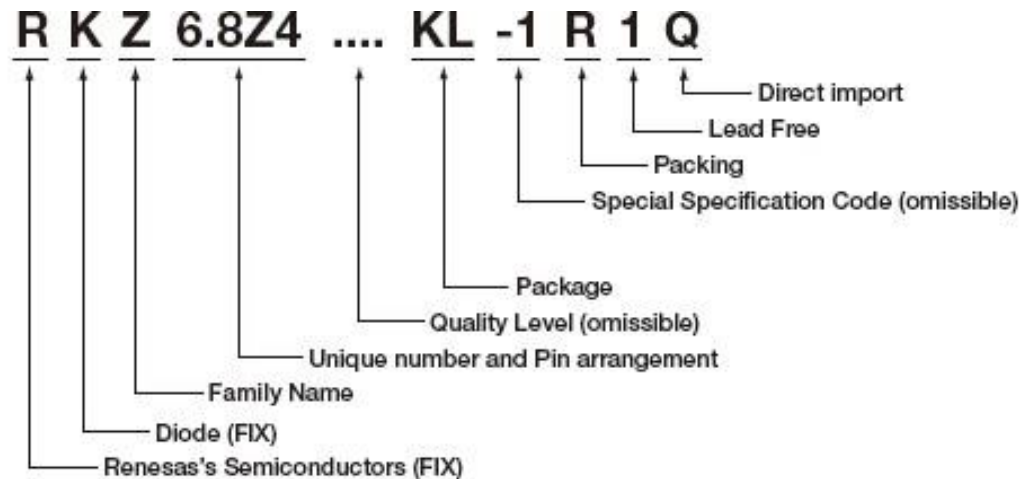 R K Z 6.8Z4 .... KL -1 R 1 Q
Direct import
Lead Free
Packing
Special Specification Code (omissible)
Package
Quality Level (omissible)
Unique number and Pin arrangement
Family Name
Diode (FIX)
Renesas's Semiconductors (FIX)